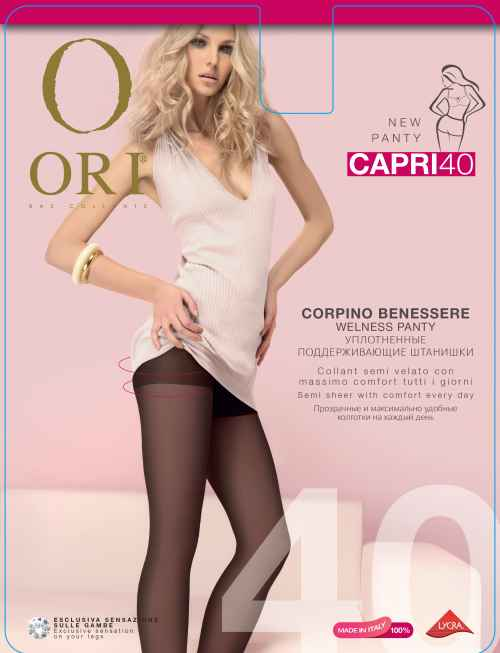 O
ORI®
NEW
PANTY
CAPRI40
CORPINO BENESSERE
WELNESS PANTY
УПЛОТНЕННЫЕ
ПОДДЕРЖИВАЮЩИЕ ШТАНИШКИ
Collant semi velato con
massimo comfort tutti i giorni
Semi sheer with comfort every day
Прозрачные и максимально удобные
колготки на каждый день
40
ESCLUSIVA SENSAZIONE
SULLE GAMBE
Exclusive sensation
on your legs
MADE IN ITALY 100%
LYCRA